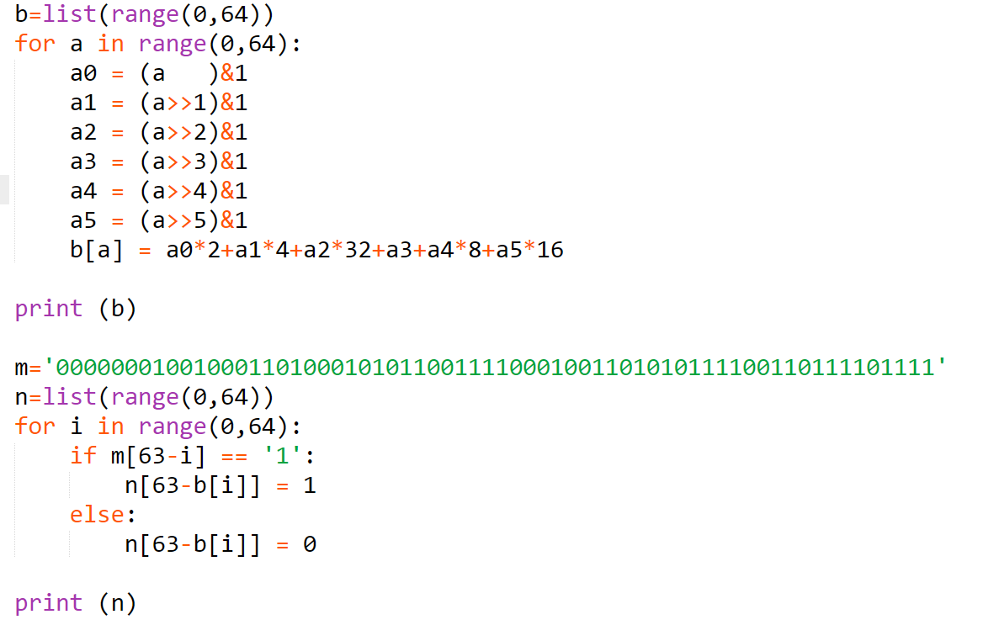 b=list(range(0,64))
for a in range(0,64):
    a0 = (a   )&1
    a1 = (a>>1)&1
    a2 = (a>>2)&1
    a3 = (a>>3)&1
    a4 = (a>>4)&1
    a5 = (a>>5)&1
    b[a] = a0*2+a1*4+a2*32+a3+a4*8+a5*16
print (b)
m='0000000100100011010001010110011110001001101010111100110111101111'
n=list(range(0,64))
for i in range(0,64):
    if m[63-i] == '1':
        n[63-b[i]] = 1
    else:
        n[63-b[i]] = 0
print (n)